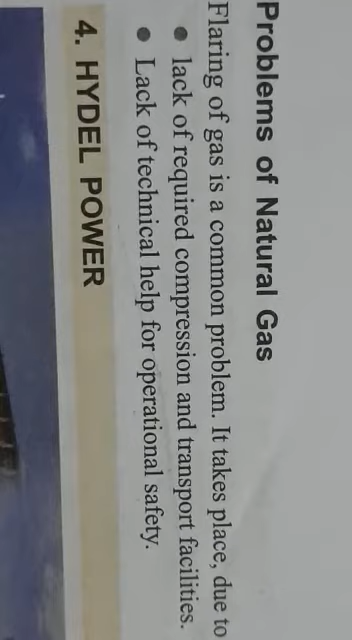 Problems of Natural Gas
Flaring of gas is a common problem. It takes place, due to
• lack of required compression and transport facilities.
• Lack of technical help for operational safety.
4. HYDEL POWER